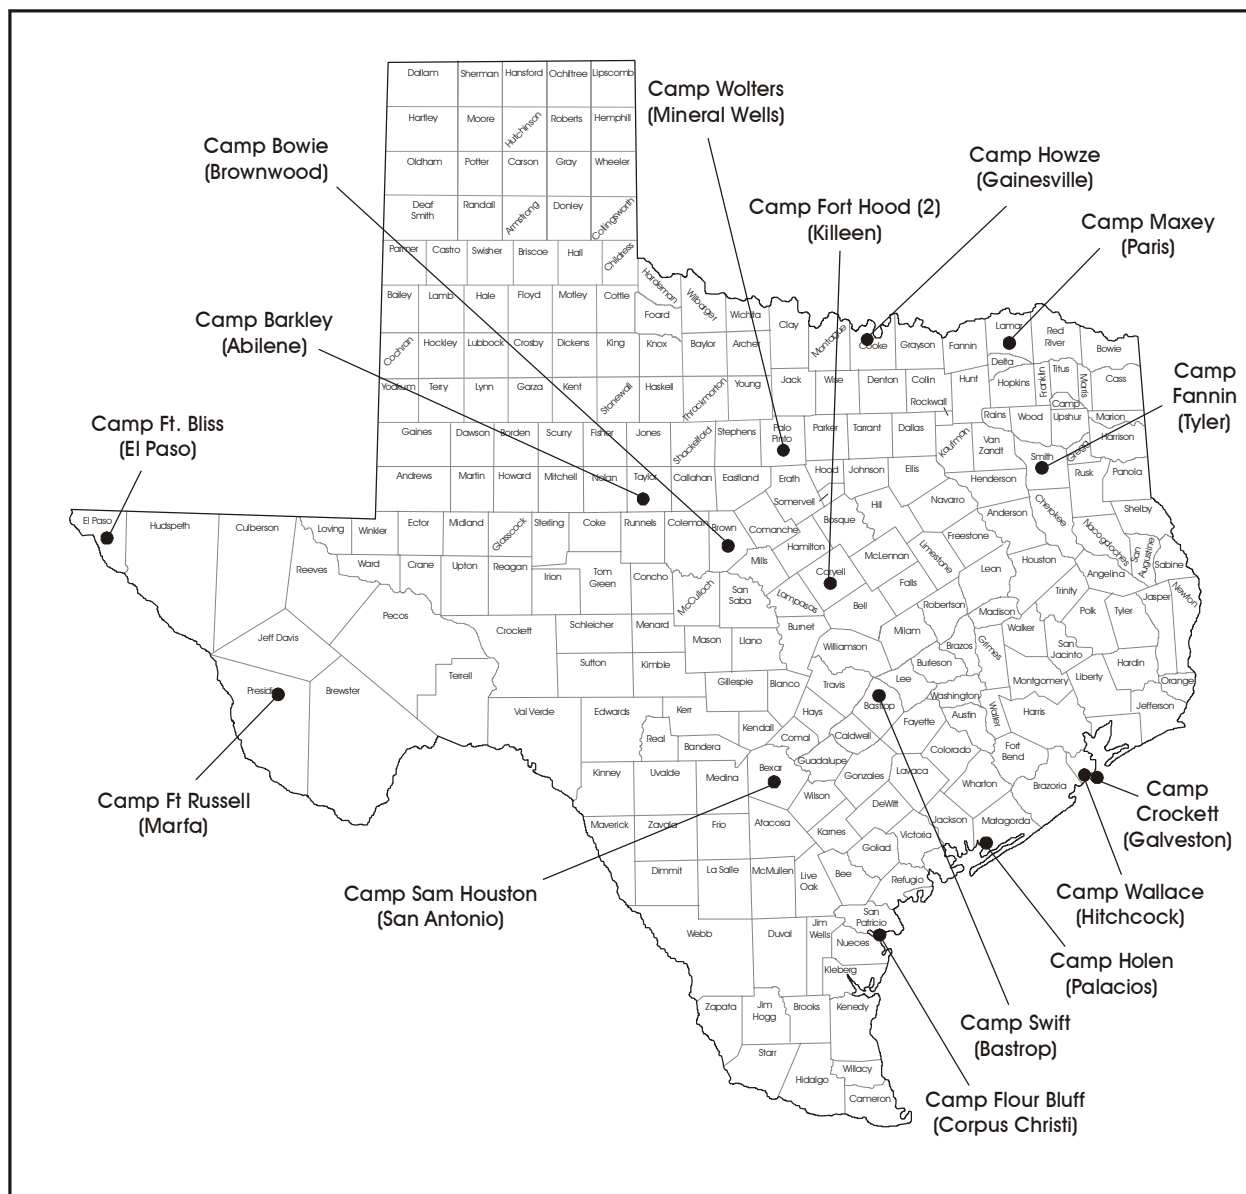 Camp Wolters
(Mineral Wells)
Camp Bowie
(Brownwood)
Camp Howze
(Gainesville)
Camp Fort Hood (2)
(Killeen)
Camp Maxey
(Paris)
Camp Barkley
(Abilene)
Camp
Fannin
(Tyler)
Camp Ft. Bliss
(El Paso)
Camp Ft Russell
(Marfa)
Camp
Crockett
(Galveston)
Camp Sam Houston
(San Antonio)
Camp Wallace
(Hitchcock)
Camp Holen
(Palacios)
Camp Swift
(Bastrop)
Camp Flour Bluff
(Corpus Christi)
Dallam Sherman Hansford Ochiltree Lipscomb
Hartley Moore Hutchinson Roberts Hemphill
Oldham Potter Carson Gray Wheeler
Deaf
Smith
Randall Armstrong Donley Collingsworth
Parmer Castro Swisher Briscoe Hall Childress
Bailey Lamb Hale Floyd Motley Cottle Hardeman
Foard Wilbarger Wichita Clay Montague Cooke Grayson Fannin Lamar
Red
River
Bowie
Cochran Hockley Lubbock Crosby Dickens King Knox Baylor Archer
Yoakum Terry Lynn Garza Kent Stonewall Haskell Throckmorton Young Jack Wise Denton Collin Rockwall Hunt Delta Hopkins Franklin Titus Morris Cass
Camp
Gaines Dawson Borden Scurry Fisher Jones Shackelford Stephens
Palo
Pinto
Parker Tarrant Dallas Kaufman Rains Wood Upshur Marion
Van
Zandt
Smith Gregg Harrison
Andrews Martin Howard Mitchell Nolan Taylor Callahan Eastland Erath Hood Johnson Ellis Henderson Rusk Panola
Somervell
El Paso Hudspeth Culberson Loving Winkler Ector Midland Glasscock Sterling Coke Runnels Coleman Brown Comanche Bosque Hill Navarro Anderson Cherokee Nacogdoches Shelby
San
Augustine
Sabine
Reeves Ward Crane Upton Reagan Irion
Tom
Green
Concho McCulloch
San
Saba
Mills Hamilton Coryell McLennan Limestone Freestone Lean Houston Angelina
Lampasas Falls Trinity Jasper Newton
Jeff Davis Pecos Crockett Schleicher Menard Mason Llano Burnet Bell Robertson Madison Walker Polk Tyler
Williamson Milam Brazos Grimes
San
Jacinto
Hardin
Presidio Brewster Terrell Sutton Kimble Gillespie Blanco Travis Lee Burleson Washington Montgomery Liberty Orange
Val Verde Edwards Kerr Kendall Hays Bastrop Fayette Austin Waller Harris Jefferson
Real Bandera Comal Caldwell Colorado
Fort
Bend
Kinney Uvalde Medina Bexar Guadalupe Gonzales Lavaca Wharton Brazoria
Maverick Zavala Frio Atacosa Wilson Karnes DeWitt Jackson Matagorda
Victoria
Goliad
Dimmit La Salle McMullen
Live
Oak
Bee Refugio
Webb Duval
Jim
Wells
San
Patricio
Nueces
Kleberg
Zapata
Jim
Hogg
Brooks Kenedy
Starr Hidalgo Willacy
Cameron